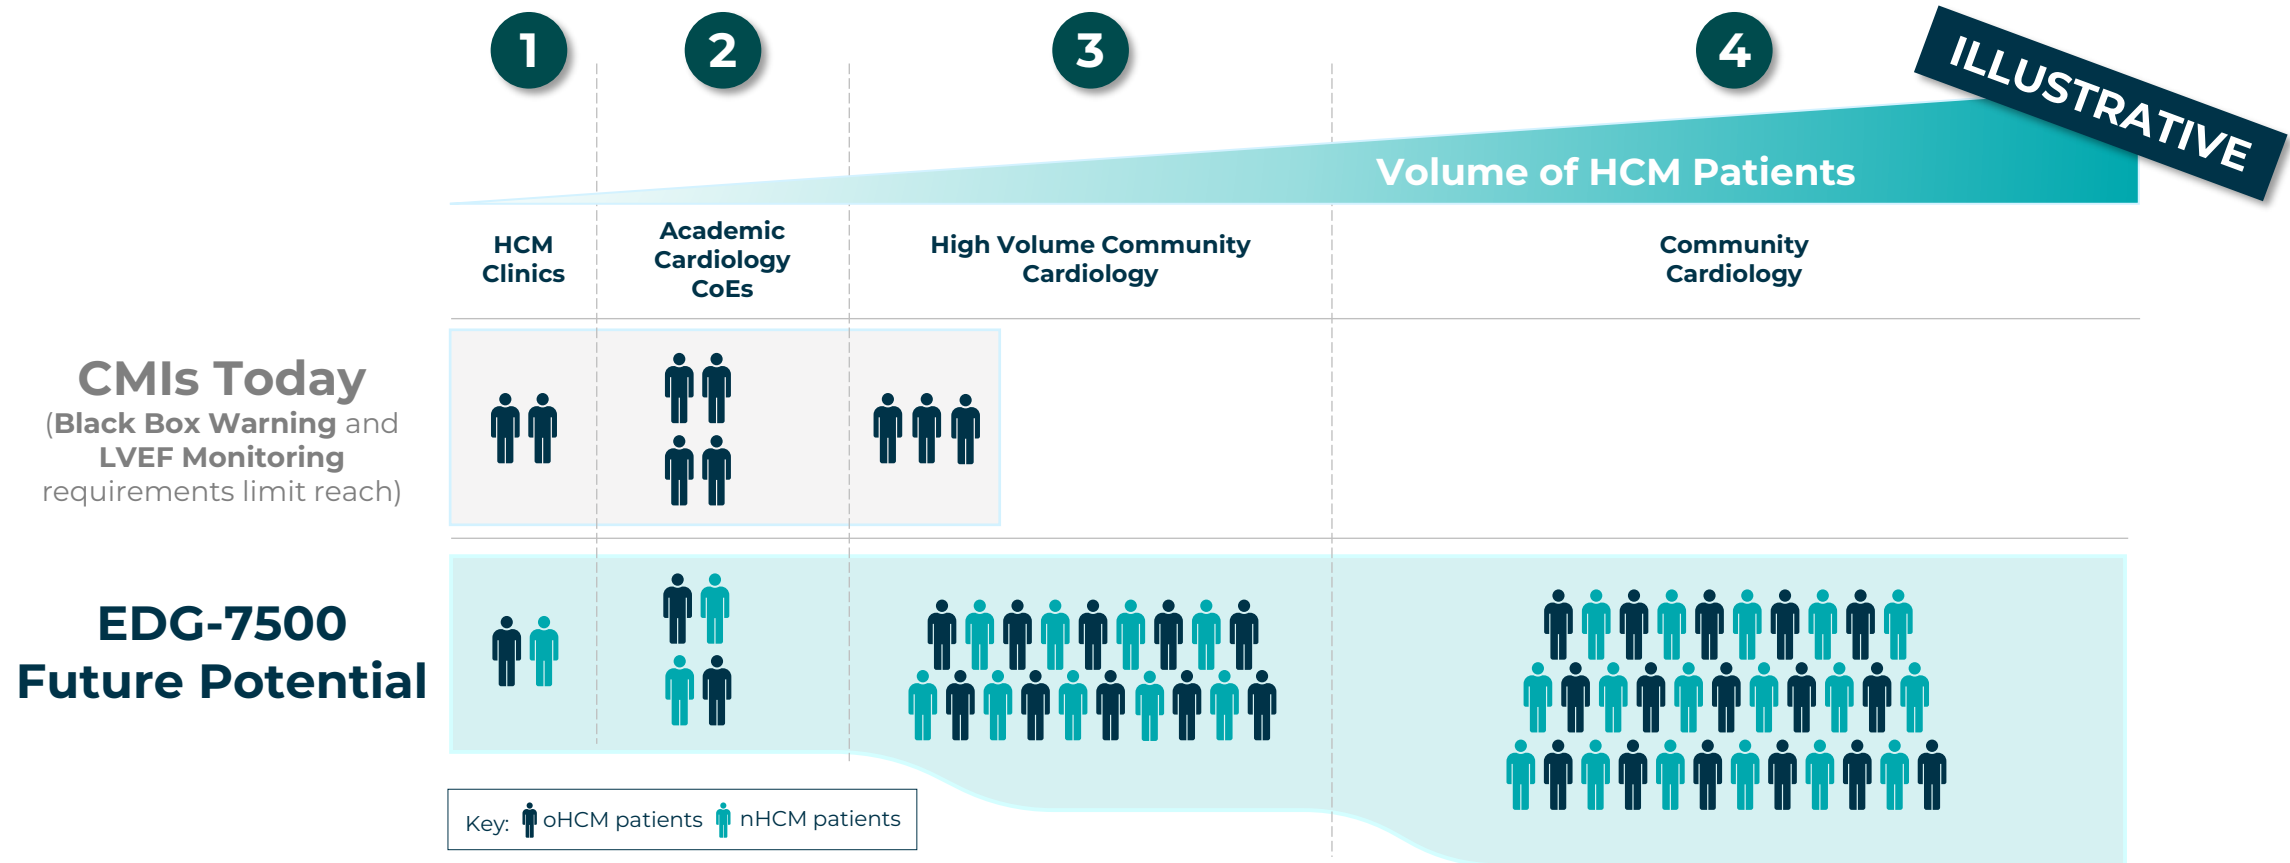 1
2
3
4
ILLUSTRATIVE
Volume of HCM Patients
HCM
Clinics
Academic
Cardiology
CoEs
High Volume Community
Cardiology
Community
Cardiology
CMIs Today
(Black Box Warning and
LVEF Monitoring
requirements limit reach)
EDG-7500
Future Potential
Key: oHCM patients nHCM patients